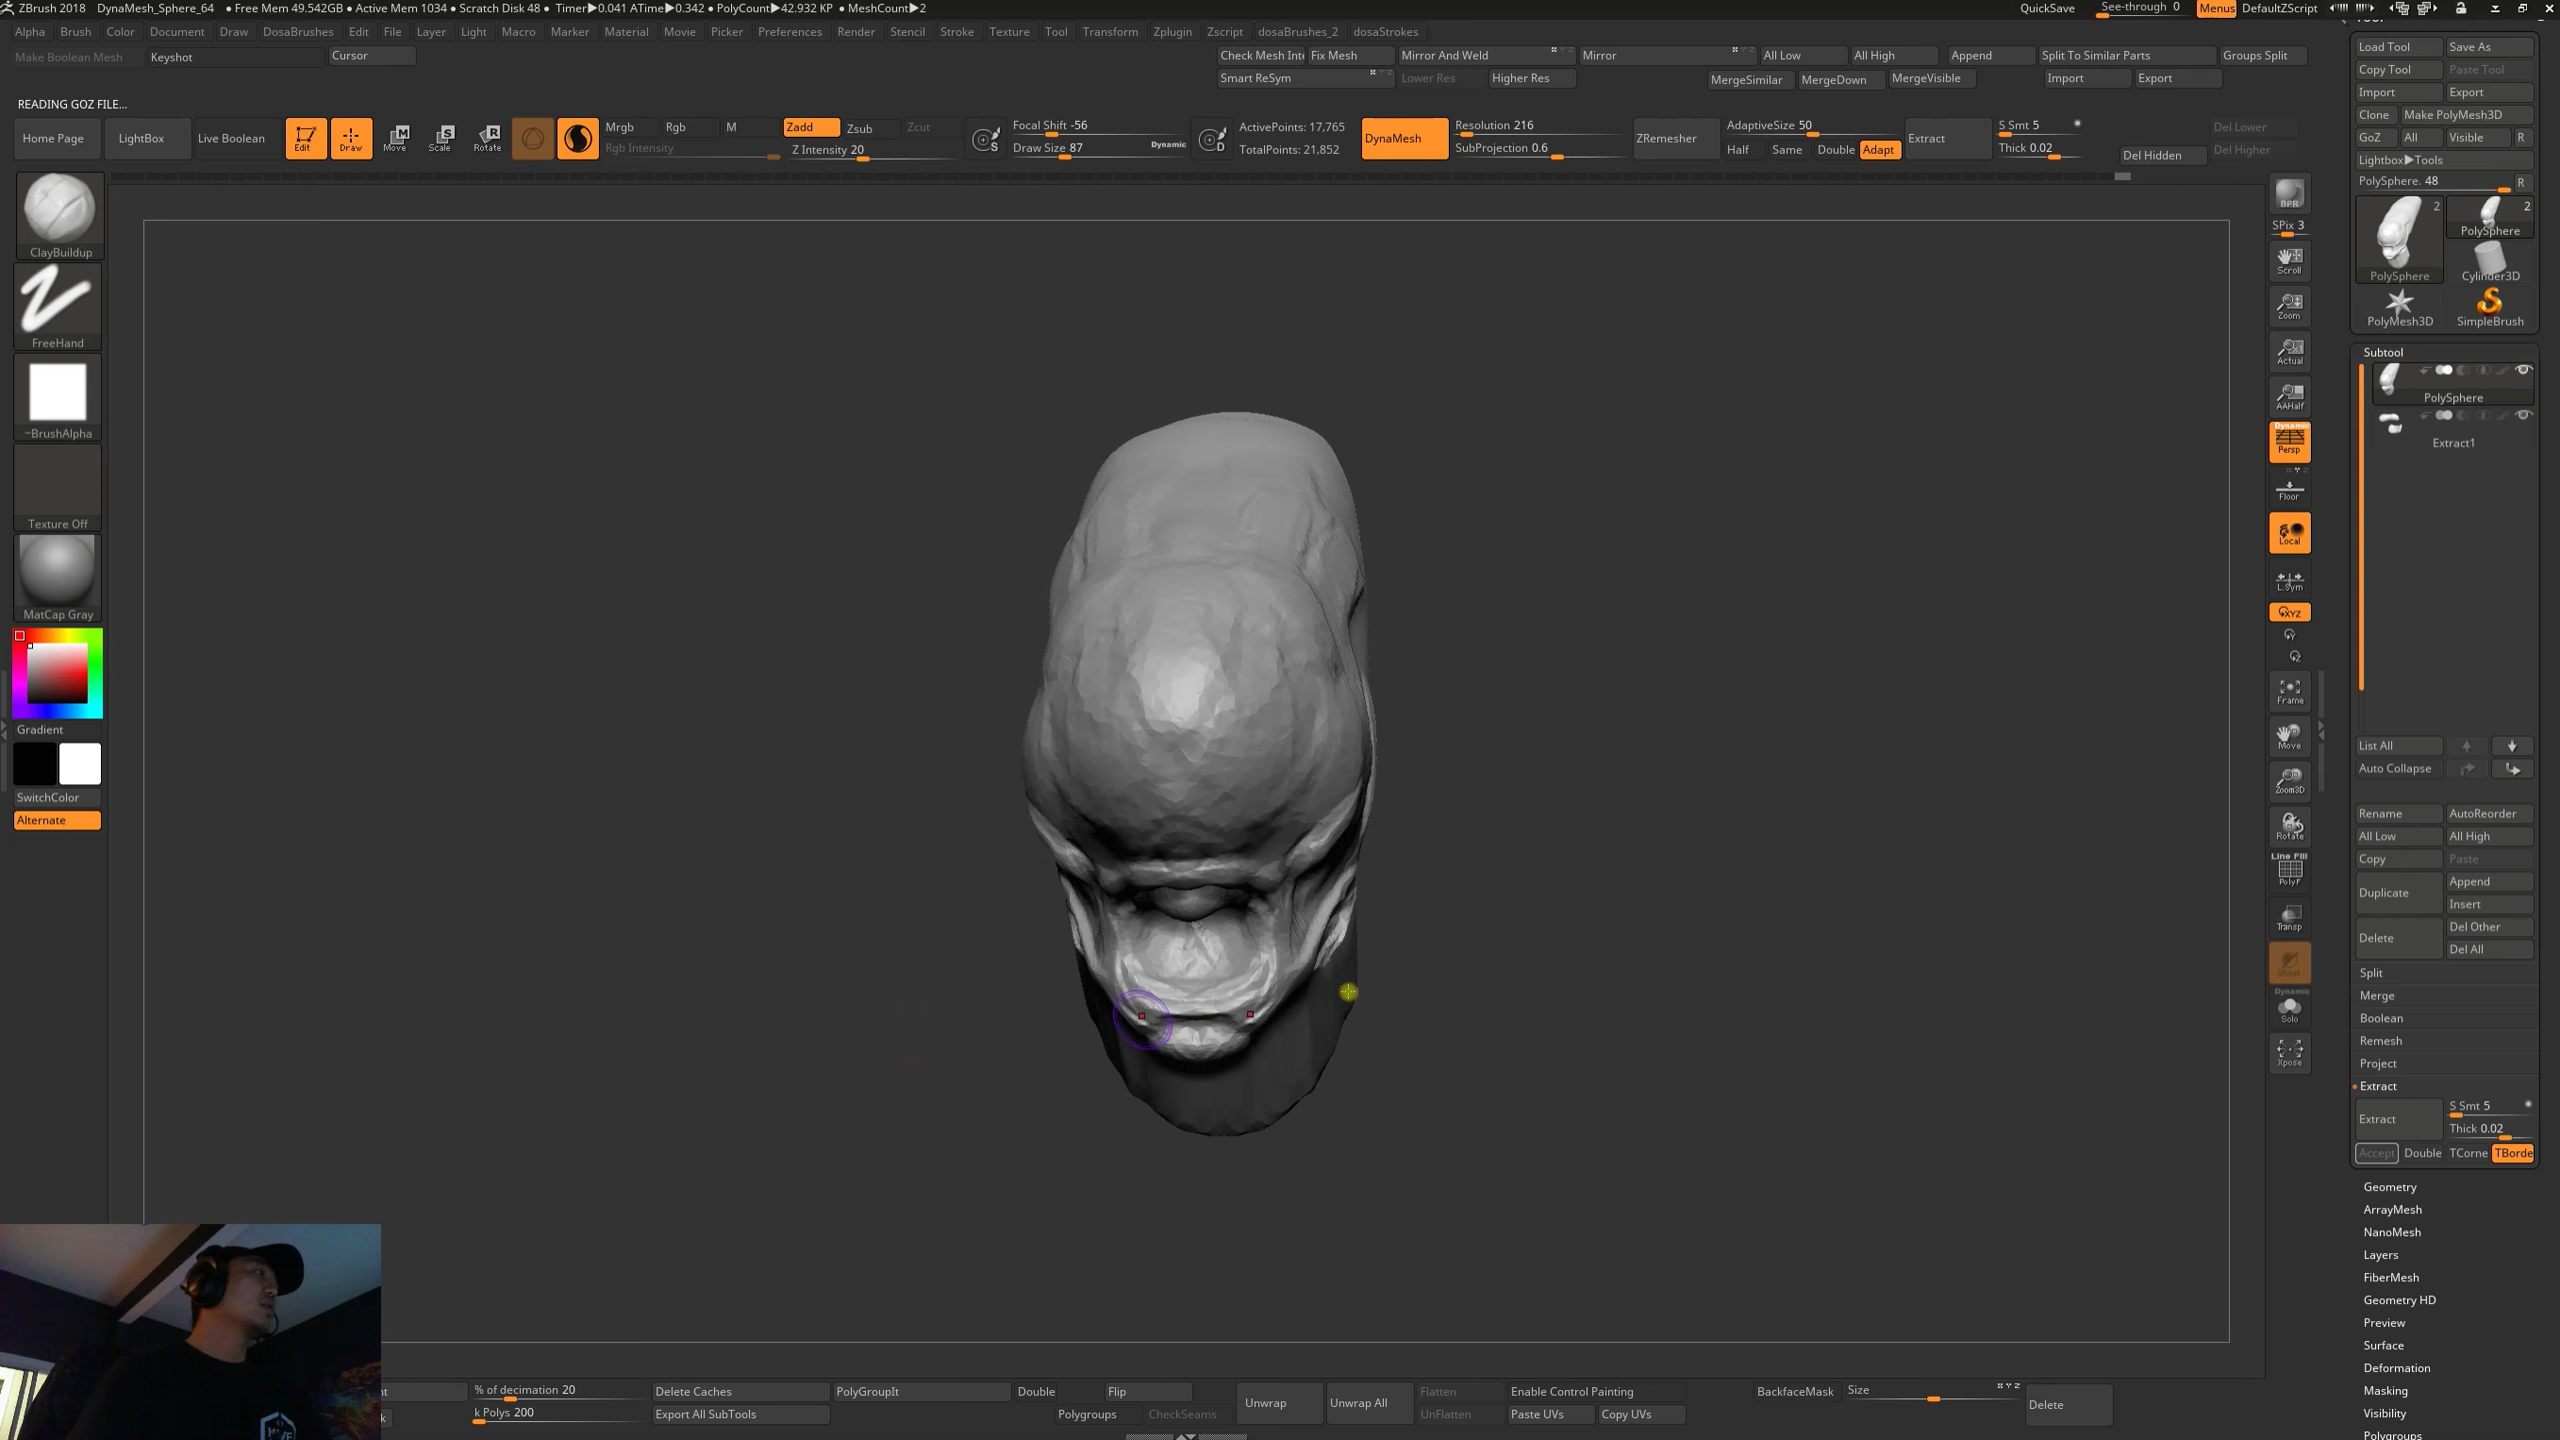 ZBrush 2018 DynaMesh_Sphere_64 ● Free Mem 49.542GB ● Active Mem 1034 ● Scratch Disk 48 ● Timer▶0.041 ATime▶0.342 ● PolyCount▶42.932 KP ● MeshCount▶2 QuickSave See-through 0 Menus DefaultZScript
Alpha Brush Color Document Draw DosaBrushes Edit File Layer Light Macro Marker Material Movie Picker Preferences Render Stencil Stroke Texture Tool Transform Zplugin Zscript dosaBrushes_2 dosaStrokes
Make Boolean Mesh Keyshot Cursor Check Mesh Inte Fix Mesh Mirror And Weld Mirror All Low All High Append Split To Similar Parts Groups Split
Smart ReSym Lower Res Higher Res MergeSimilar MergeDown MergeVisible Import Export
READING GOZ FILE...
Home Page LightBox Live Boolean Edit Draw Move Scale Rotate
Mrgb Rgb M Zadd Zsub Zcut
Rgb Intensity Z Intensity 20
Focal Shift -56
Draw Size 87 Dynamic
ActivePoints: 17,765
TotalPoints: 21,852
DynaMesh
Resolution 216
SubProjection 0.6
ZRemesher
AdaptiveSize 50
Half Same Double Adapt
Extract
S Smt 5
Thick 0.02
Del Hidden
Del Lower
Del Higher
ClayBuildup
FreeHand
~BrushAlpha
Texture Off
MatCap Gray
Gradient
SwitchColor
Alternate
BPR
SPix 3
Scroll
Zoom
Actual
AAHalf
Dynamic
Persp
Floor
Local
L.Sym
XYZ
Frame
Move
Zoom3D
Rotate
Line Fill
PolyF
Transp
Ghost
Dynamic
Solo
Xpose
Load Tool Save As
Copy Tool Paste Tool
Import Export
Clone Make PolyMesh3D
GoZ All Visible R
Lightbox▶Tools
PolySphere. 48 R
2 2
PolySphere
PolySphere Cylinder3D
PolyMesh3D SimpleBrush
Subtool
PolySphere
Extract1
List All
Auto Collapse
Rename AutoReorder
All Low All High
Copy Paste
Duplicate Append
Insert
Delete Del Other
Del All
Split
Merge
Boolean
Remesh
Project
Extract
Extract S Smt 5
Thick 0.02
Accept Double TCorne TBorde
Geometry
ArrayMesh
NanoMesh
Layers
FiberMesh
Geometry HD
Preview
Surface
Deformation
Masking
Visibility
Polygroups
% of decimation 20 Delete Caches PolyGroupIt Double Flip Unwrap Unwrap All Flatten Enable Control Painting BackfaceMask Size Delete
k Polys 200 Export All SubTools Polygroups CheckSeams UnFlatten Paste UVs Copy UVs